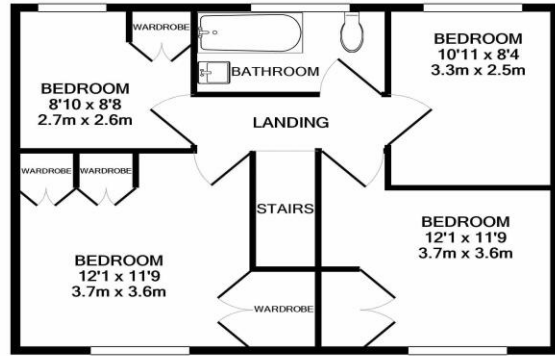 WARDROBE
BEDROOM
8'10 x 8'8
2.7m x 2.6m
BATHROOM
BEDROOM
10'11 x 8'4
3.3m x 2.5m
LANDING
WARDROBE
WARDROBE
STAIRS
BEDROOM
12'1 x 11'9
3.7m x 3.6m
WARDROBE
BEDROOM
12'1 x 11'9
3.7m x 3.6m